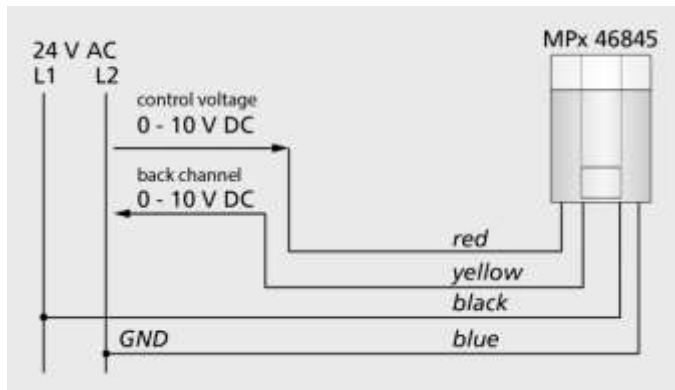 24 V AC
L1 L2
MPx 46845
control voltage
0 - 10 V DC
back channel
0 - 10 V DC
red
yellow
black
GND
blue